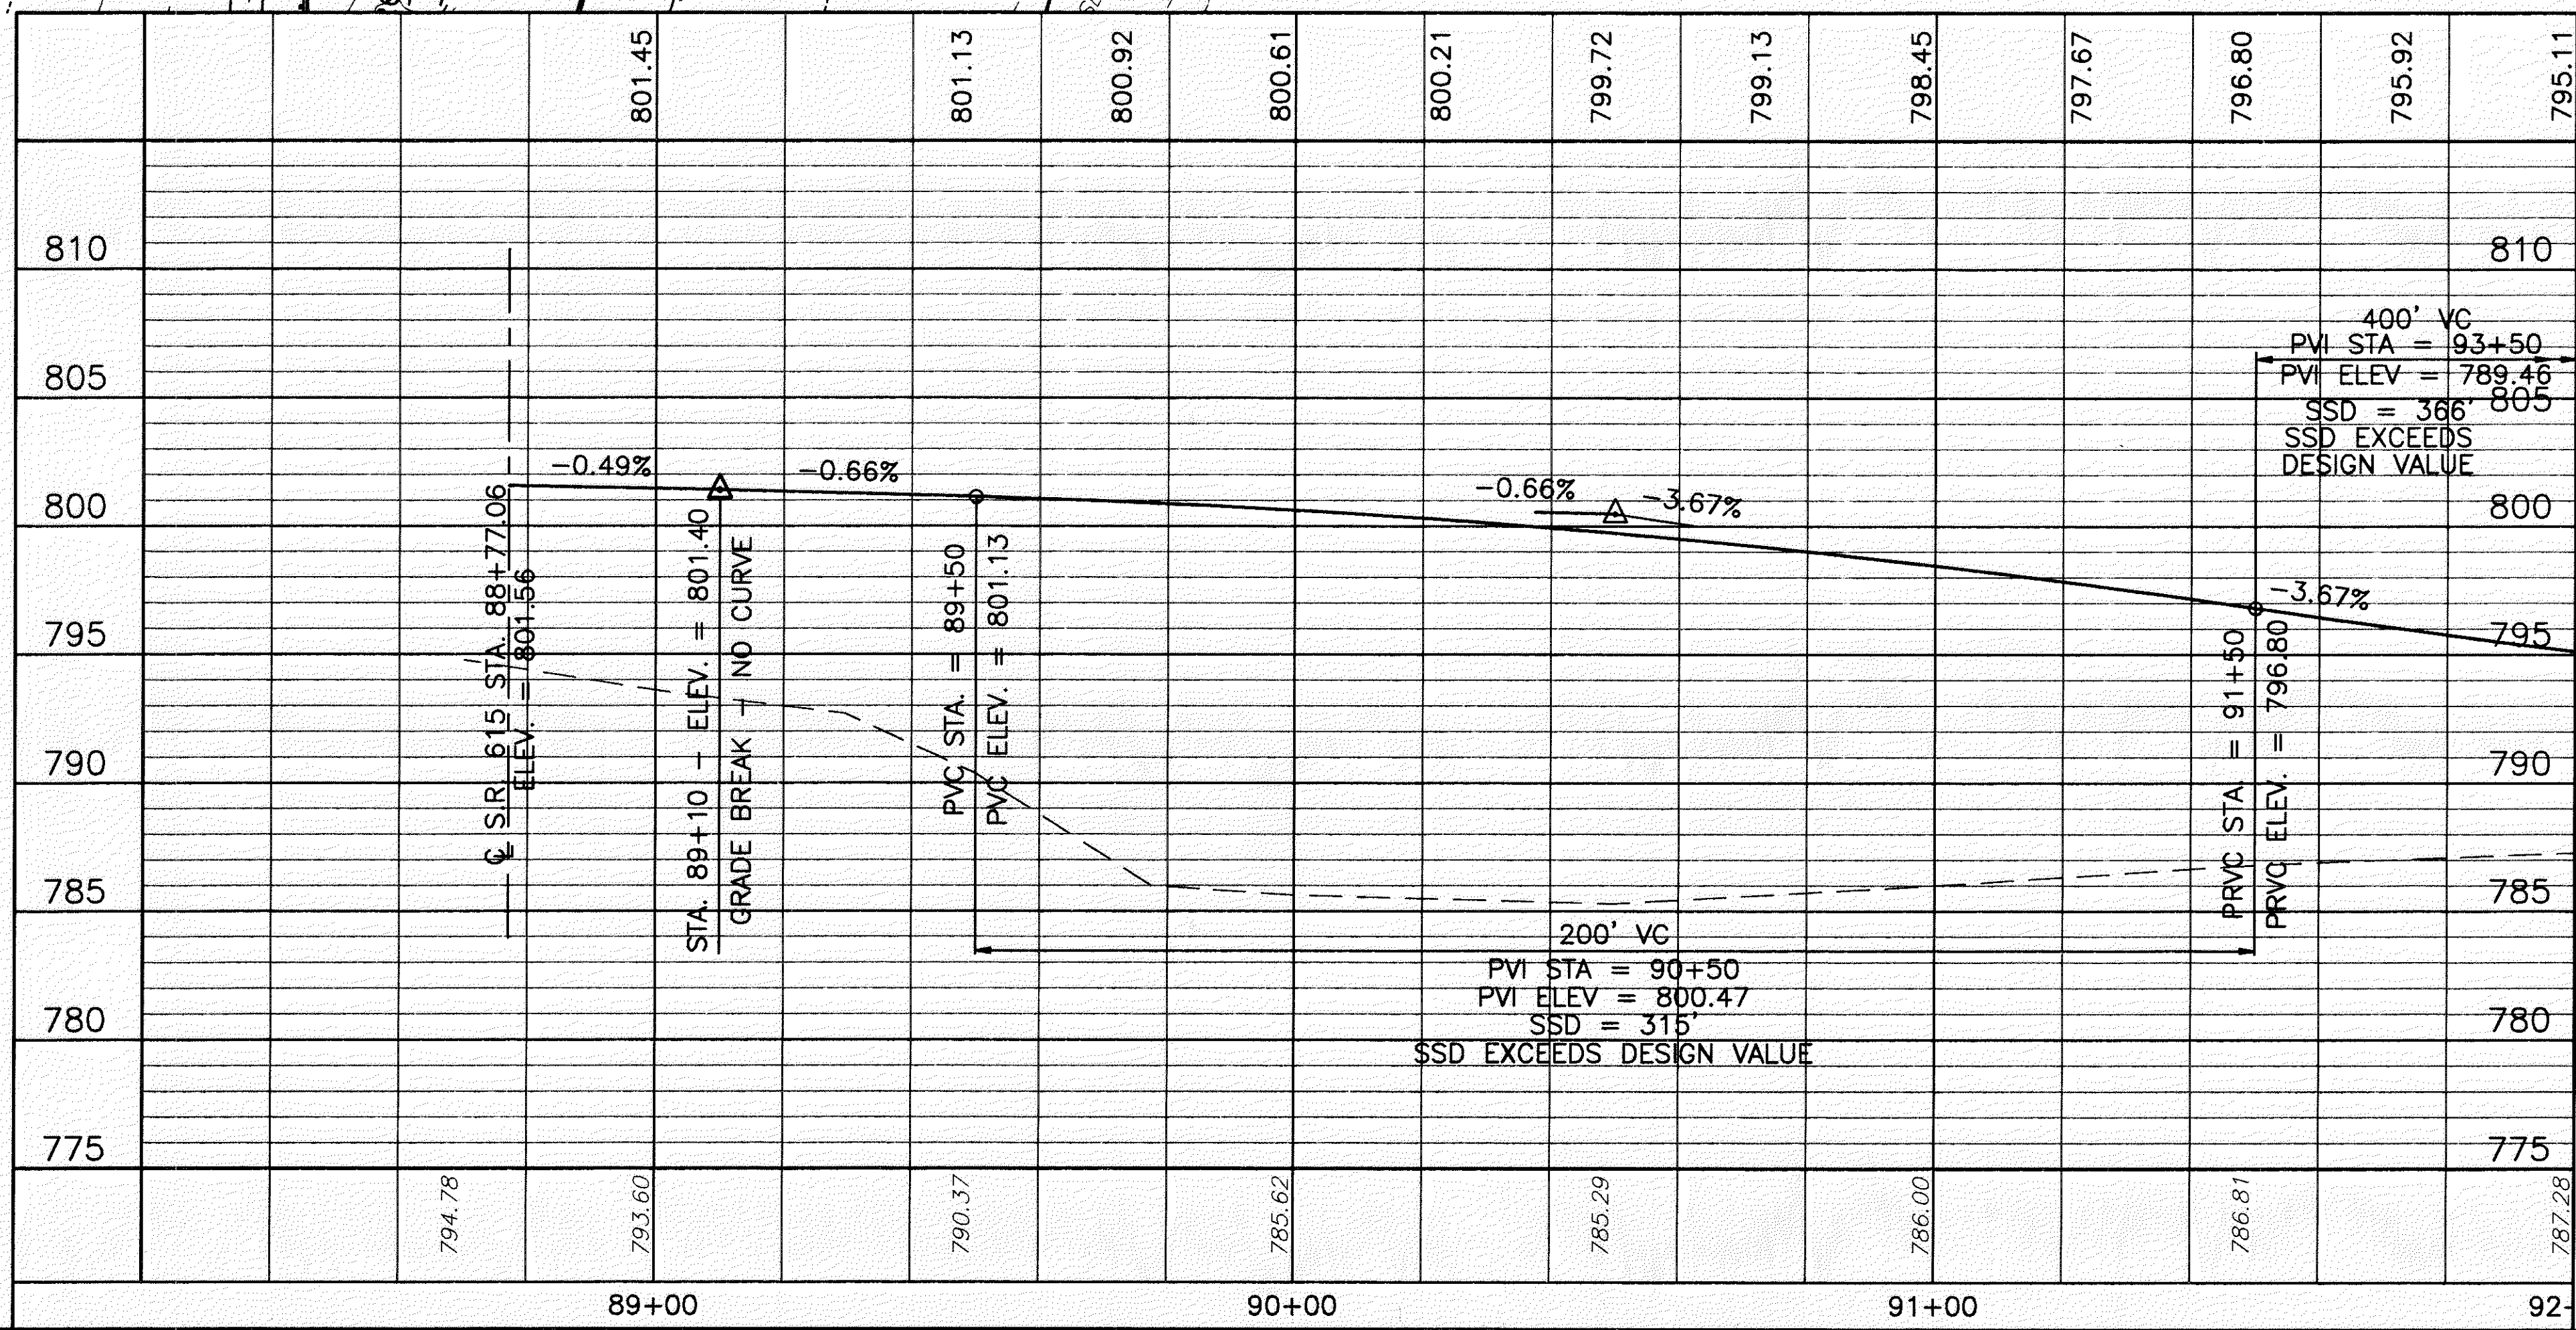 801.45
801.13
800.92
800.61
800.21
799.72
799.13
798.45
797.67
796.80
795.92
795.11
810
810
400' VC
PVI STA = 93+50
PVI ELEV = 789.46
SSD = 366'
SSD EXCEEDS
DESIGN VALUE
805
805
-0.49%
-0.66%
-0.66%
-3.67%
800
800
℄ S.R. 615 STA. 88+77.06
ELEV. = 801.56
STA. 89+10 - ELEV. = 801.40
GRADE BREAK - NO CURVE
PVC STA. = 89+50
PVC ELEV. = 801.13
-3.67%
PRVC STA. = 91+50
PRVC ELEV. = 796.80
795
795
790
790
785
785
200' VC
PVI STA = 90+50
PVI ELEV = 800.47
SSD = 315'
SSD EXCEEDS DESIGN VALUE
780
780
775
775
794.78
793.60
790.37
785.62
785.29
786.00
786.81
787.28
89+00
90+00
91+00
92-